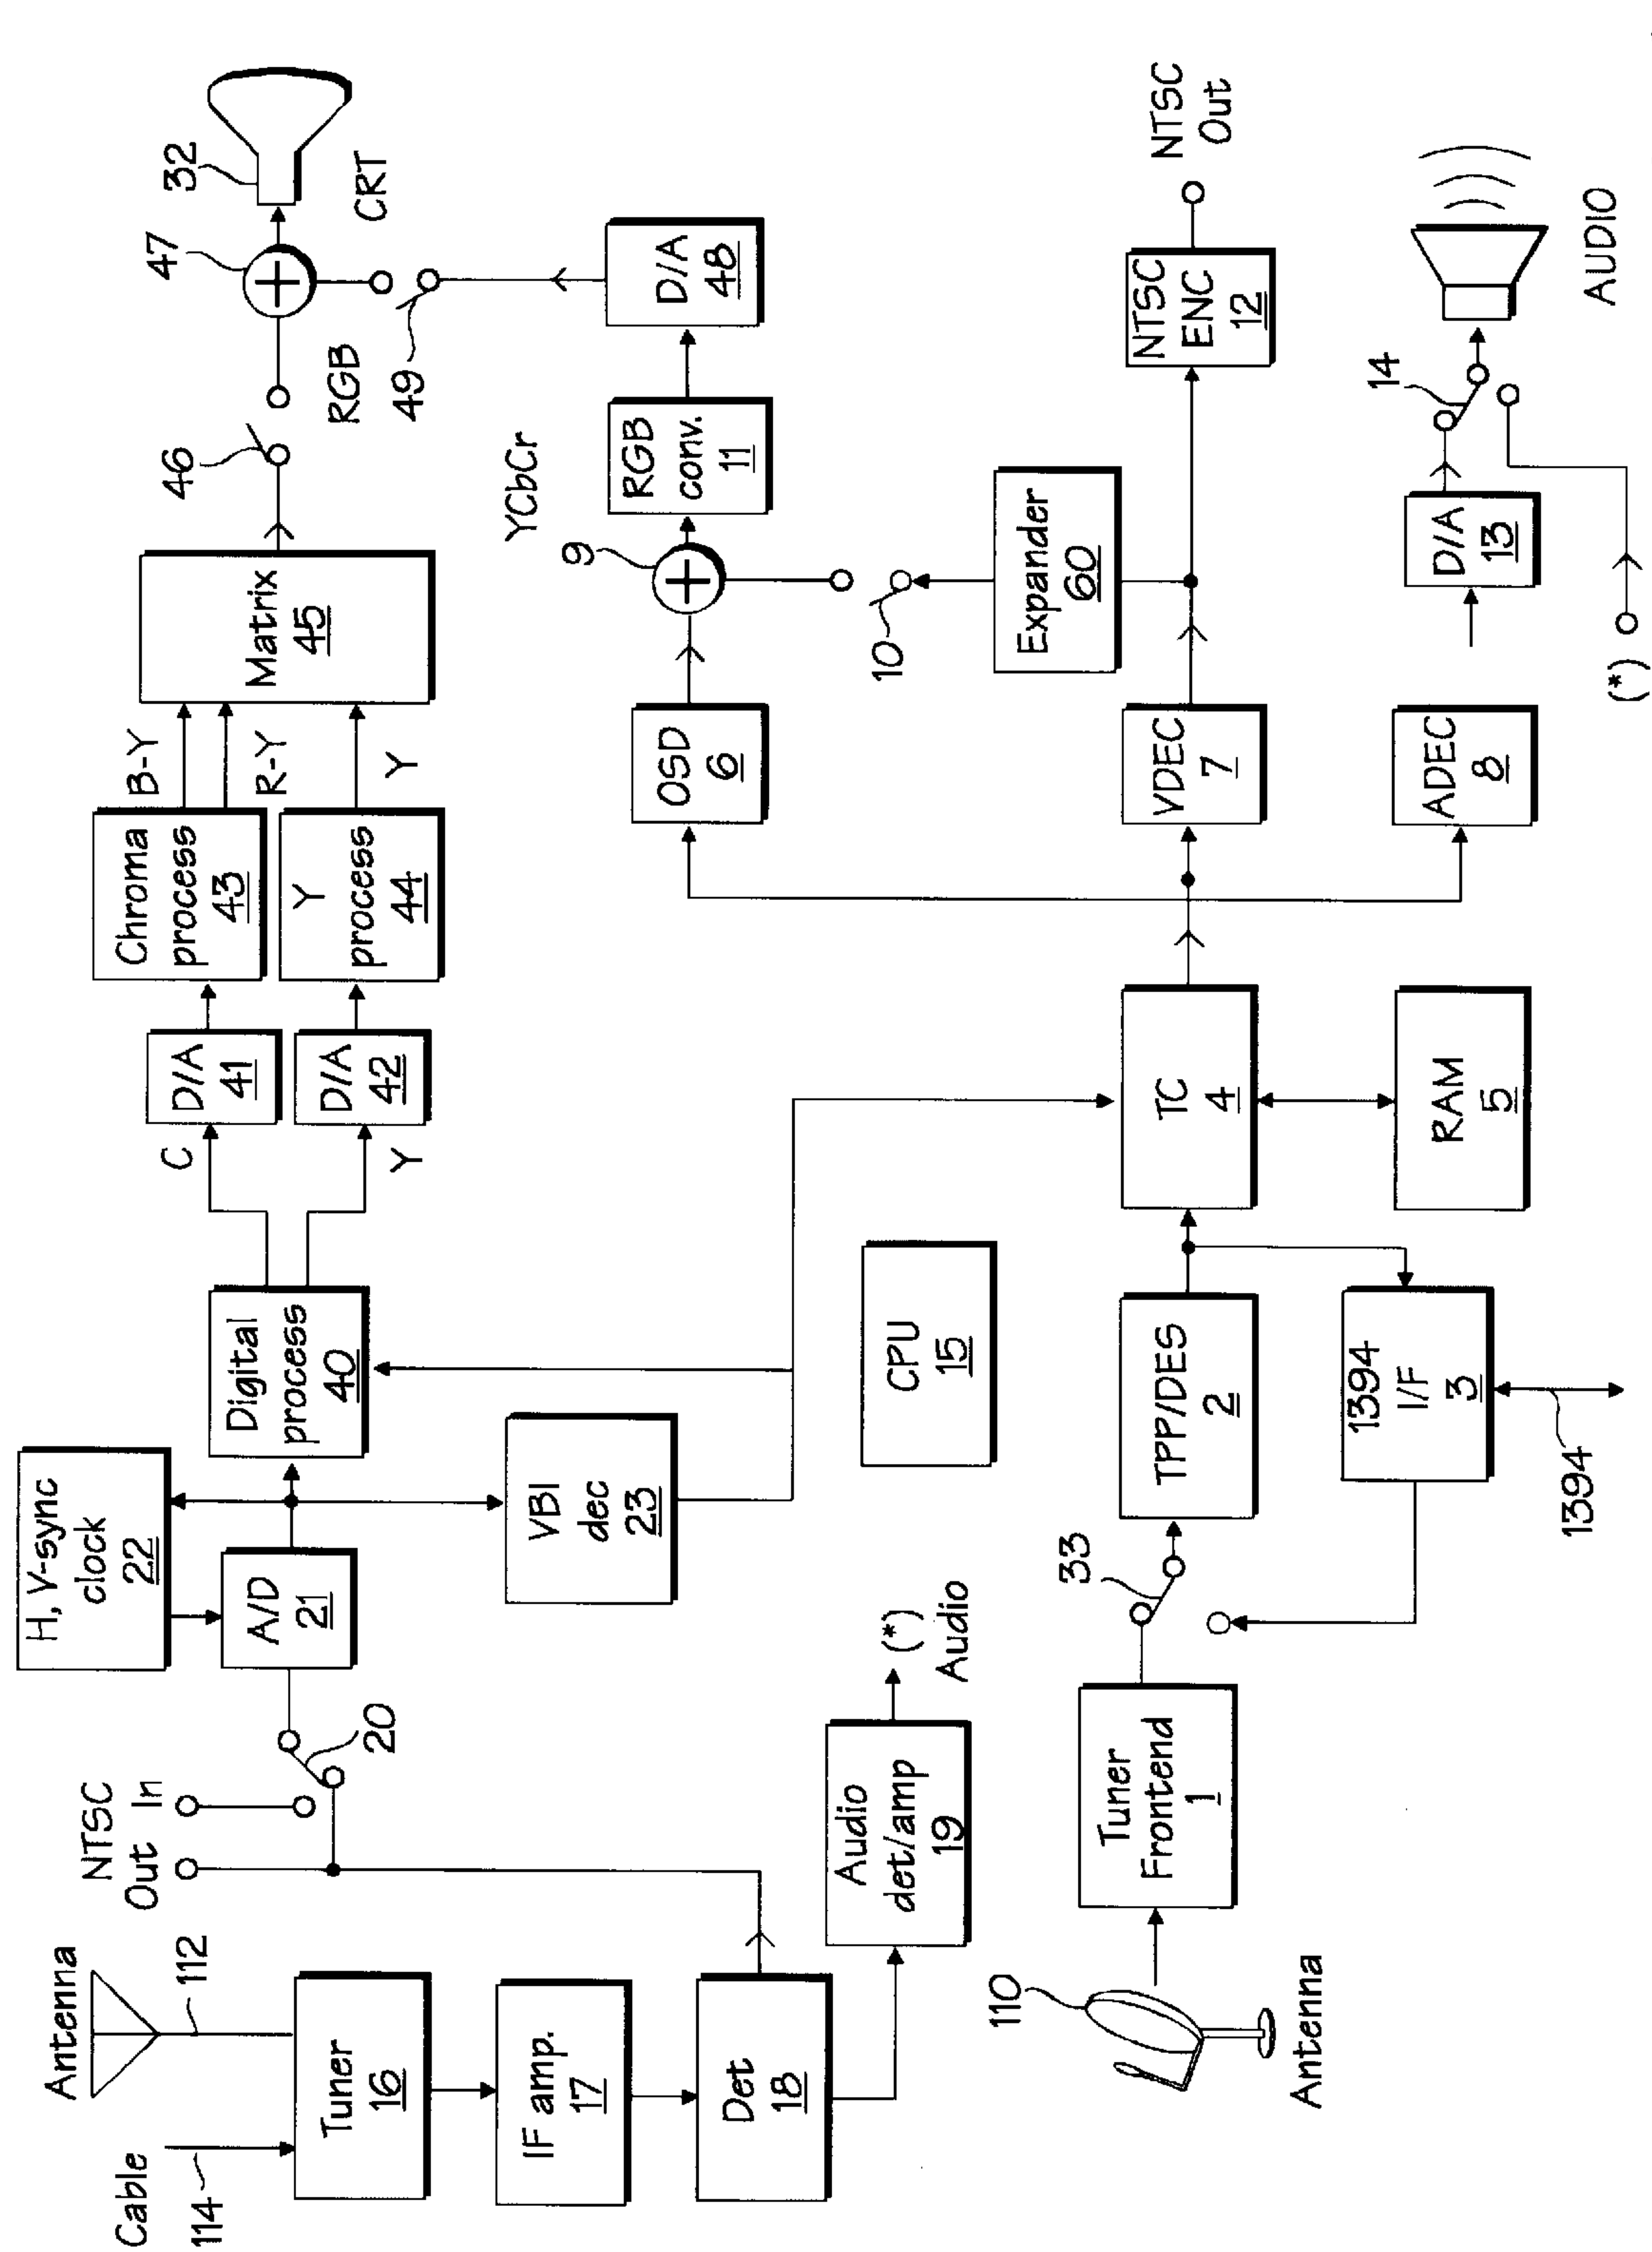 Cable
114
Antenna
112
Tuner
16
IF amp.
17
Det
18
NTSC
Out
In
20
H, V-sync
clock
22
A/D
21
VBI
dec
23
Digital
process
40
C
Y
D/A
41
D/A
42
Chroma
process
43
Y
process
44
B-Y
R-Y
Y
Matrix
45
46
RGB
47
32
CRT
49
D/A
48
YCbCr
RGB
conv.
11
9
10
OSD
6
Expander
60
Audio
det/amp
19
(*)
Audio
CPU
15
110
Antenna
Tuner
Frontend
1
33
TPP/DES
2
1394
I/F
3
1394
TC
4
RAM
5
VDEC
7
ADEC
8
NTSC
ENC
12
NTSC
Out
D/A
13
14
(*)
AUDIO